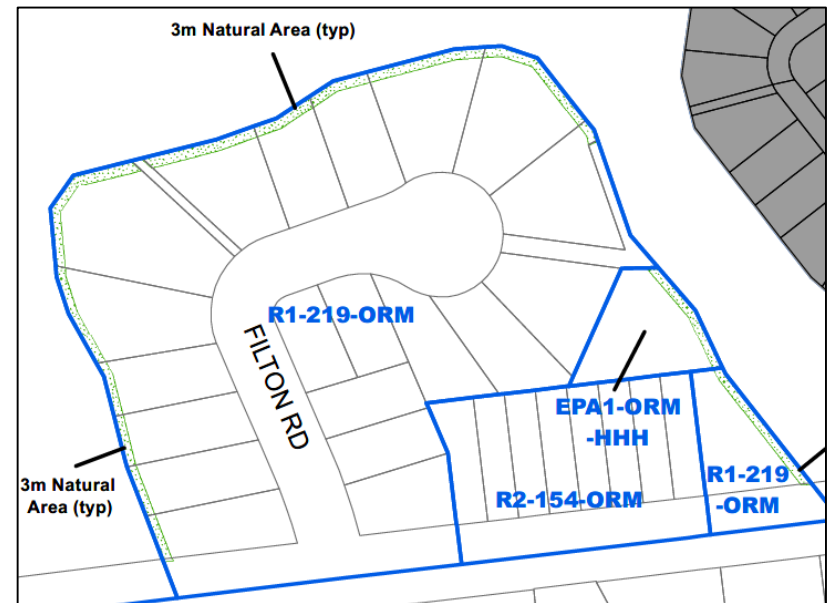 3m Natural Area (typ)
R1-219-ORM
FILTON RD
EPA1-ORM
-HHH
3m Natural
Area (typ)
R2-154-ORM
R1-219
-ORM